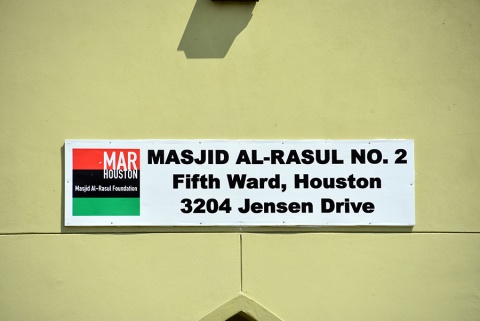 MAR
HOUSTON
Masjid Al-Rasul Foundation
MASJID AL-RASUL NO. 2
Fifth Ward, Houston
3204 Jensen Drive